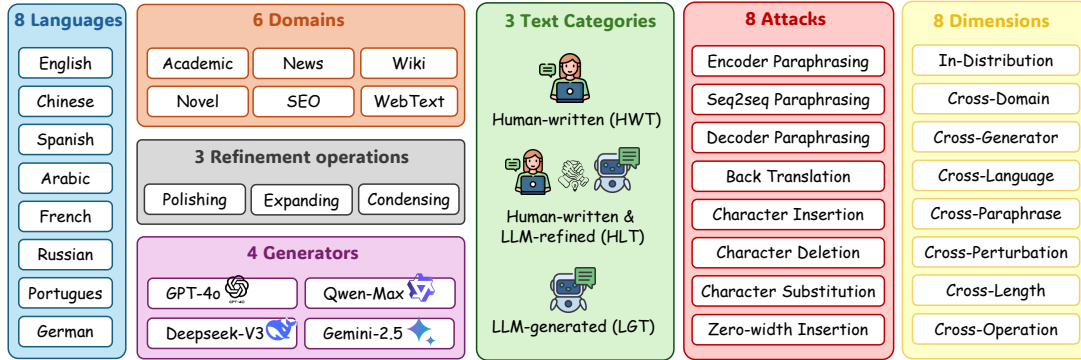 8 Languages
English
Chinese
Spanish
Arabic
French
Russian
Portugues
German
6 Domains
Academic
News
Wiki
Novel
SEO
WebText
3 Refinement operations
Polishing
Expanding
Condensing
4 Generators
GPT-4o
GPT-4O
Qwen-Max
Deepseek-V3
Gemini-2.5
3 Text Categories
Human-written (HWT)
Human-written &
LLM-refined (HLT)
LLM-generated (LGT)
8 Attacks
Encoder Paraphrasing
Seq2seq Paraphrasing
Decoder Paraphrasing
Back Translation
Character Insertion
Character Deletion
Character Substitution
Zero-width Insertion
8 Dimensions
In-Distribution
Cross-Domain
Cross-Generator
Cross-Language
Cross-Paraphrase
Cross-Perturbation
Cross-Length
Cross-Operation